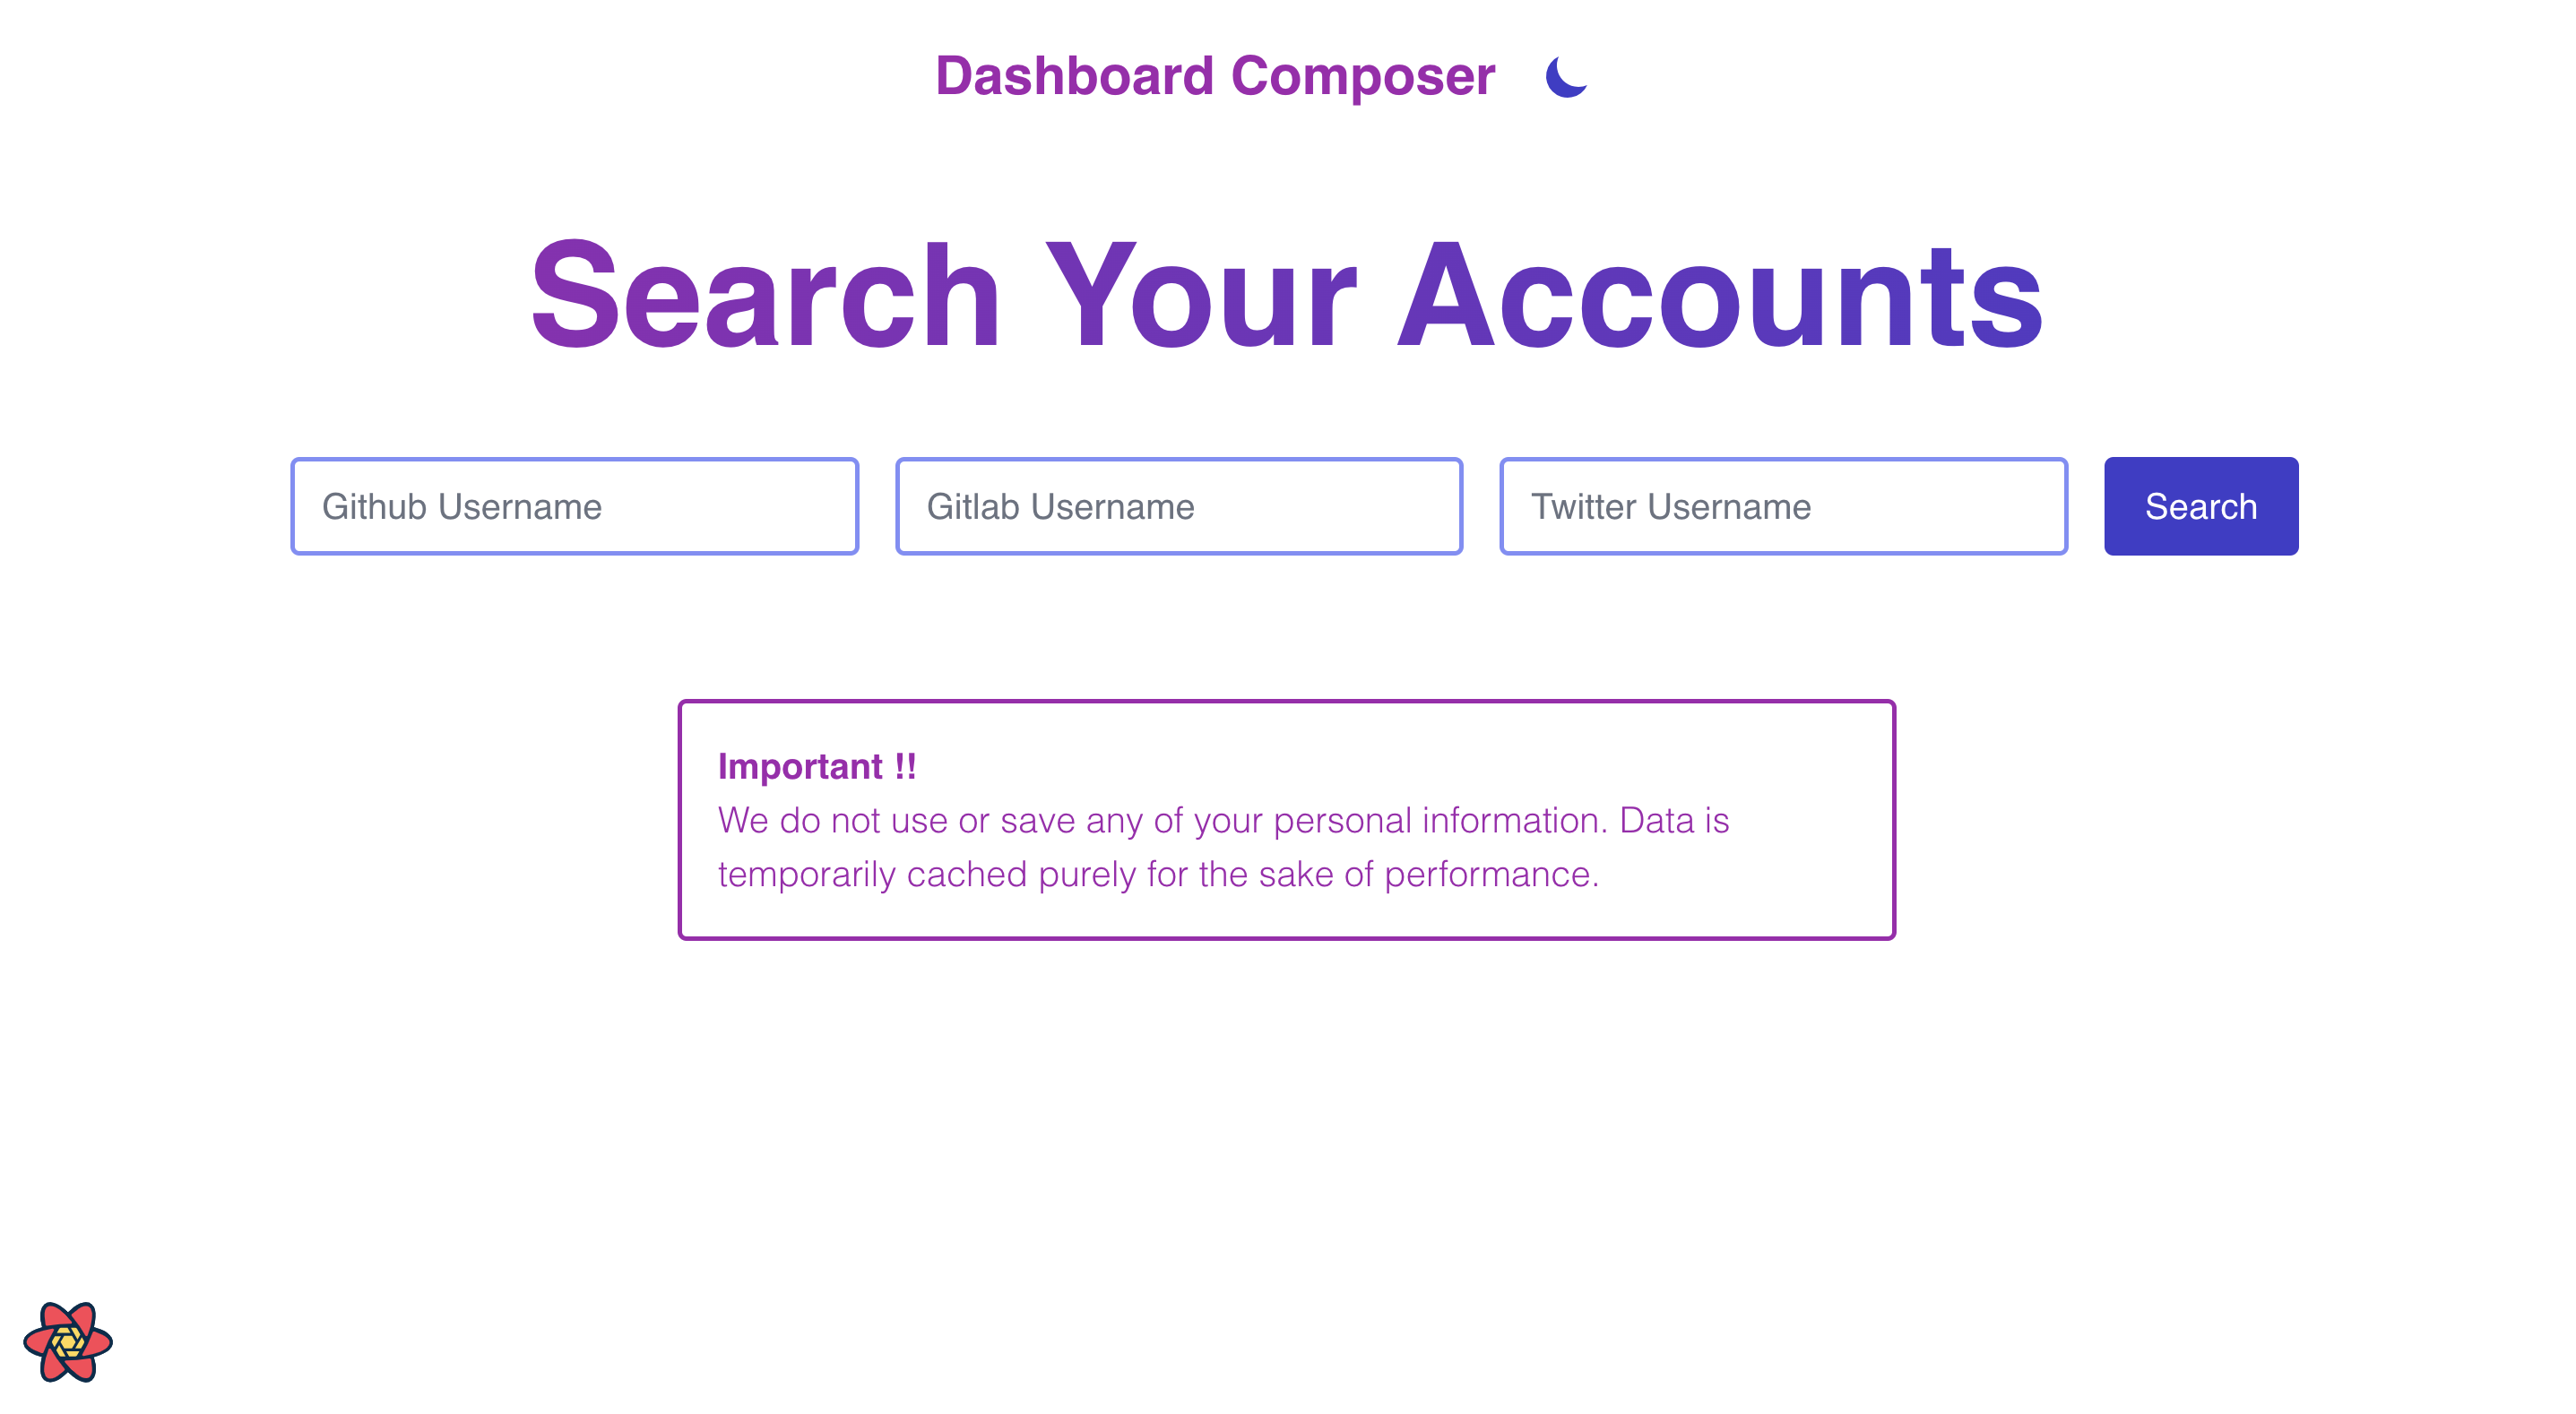 Dashboard Composer
Search Your Accounts
Github Username
Gitlab Username
Twitter Username
Search
Important !!
We do not use or save any of your personal information. Data is
temporarily cached purely for the sake of performance.